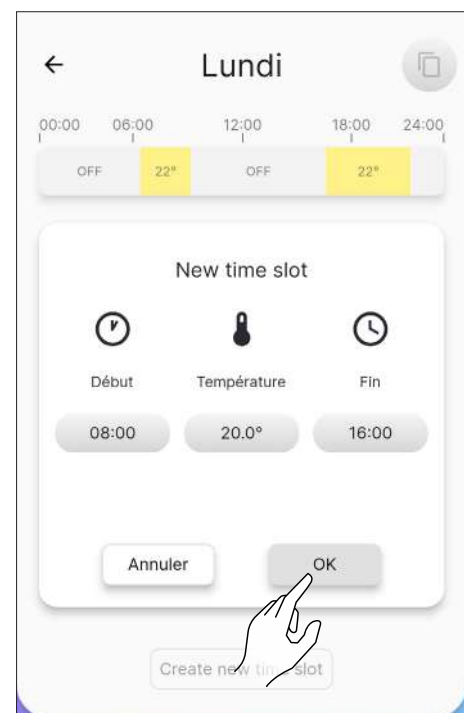 Lundi
00:00 06:00 12:00 18:00 24:00
OFF 22° OFF 22°
New time slot
Début Température Fin
08:00 20.0° 16:00
Annuler OK
Create new time slot